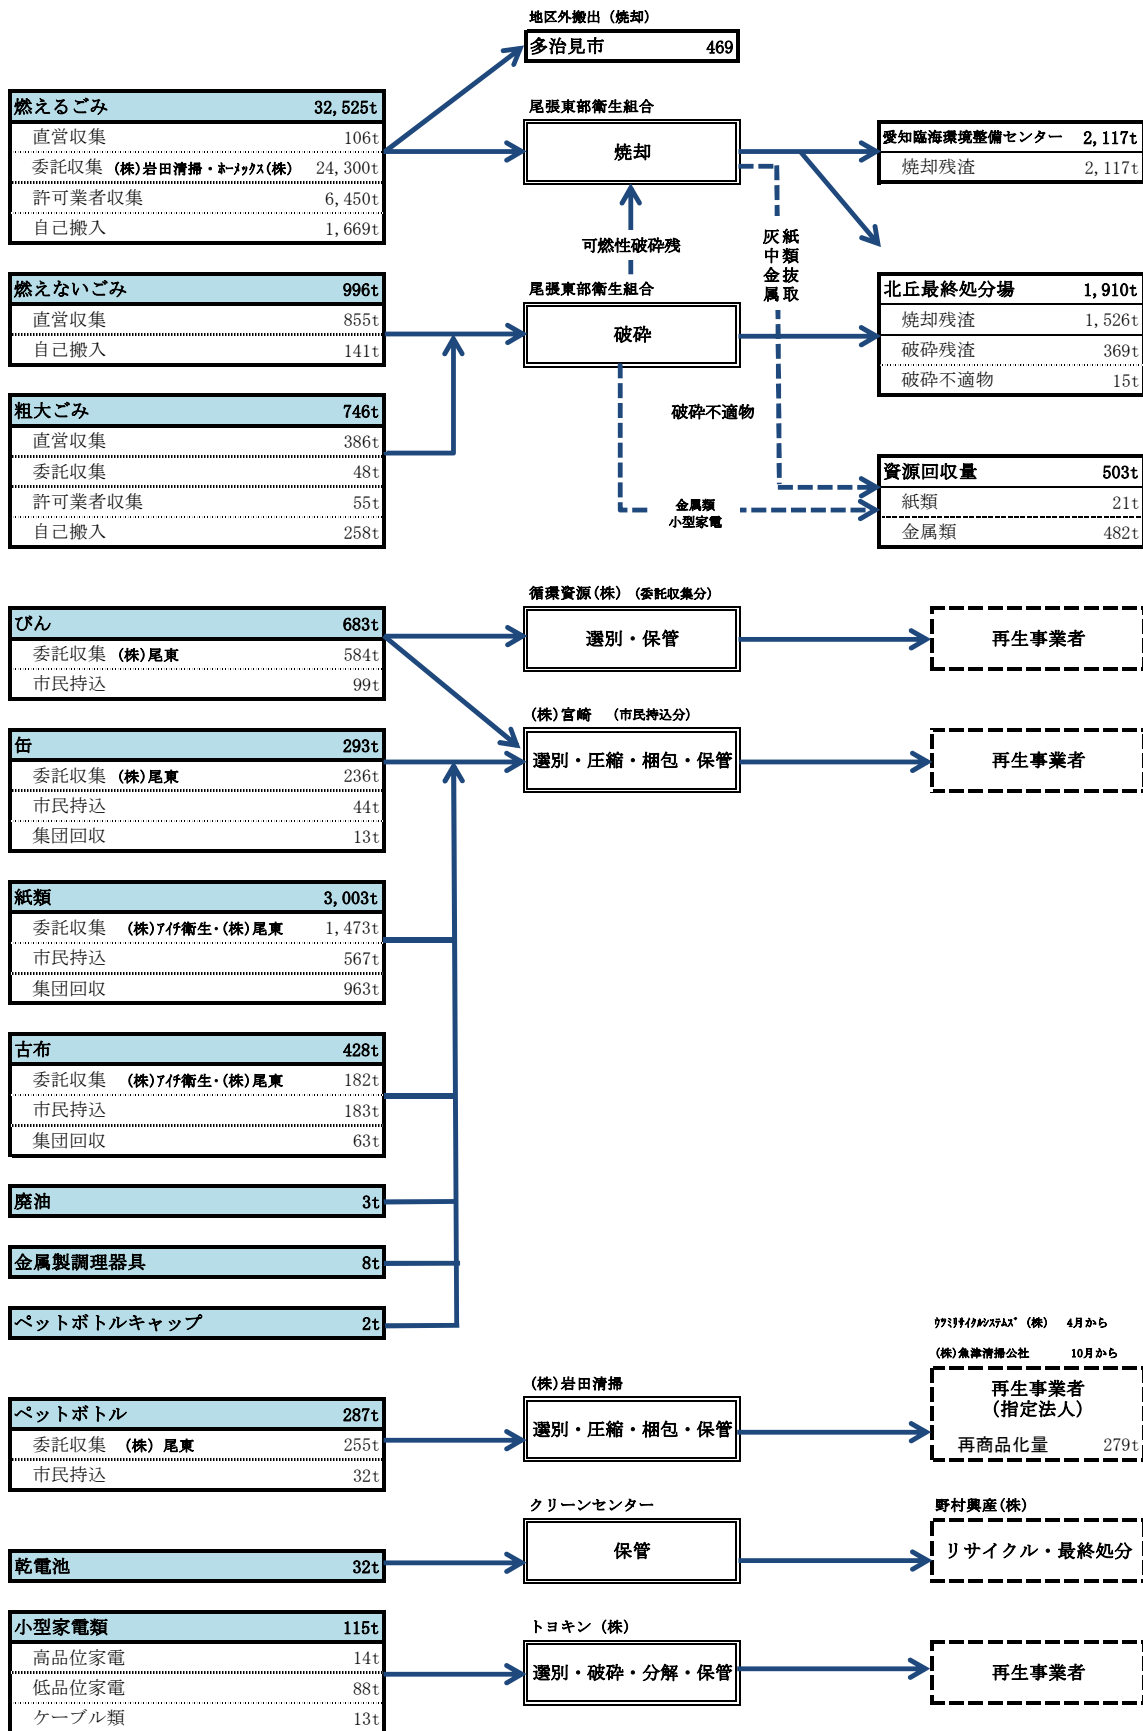 地区外搬出（焼却）
多治見市 469
燃えるごみ 32,525t
直営収集 106t
委託収集 (株)岩田清掃・ﾎｰﾒｯｸｽ(株) 24,300t
許可業者収集 6,450t
自己搬入 1,669t
尾張東部衛生組合
焼却
愛知臨海環境整備センター 2,117t
焼却残渣 2,117t
可燃性破砕残
紙類抜取
灰中金属
燃えないごみ 996t
直営収集 855t
自己搬入 141t
尾張東部衛生組合
破砕
北丘最終処分場 1,910t
焼却残渣 1,526t
破砕残渣 369t
破砕不適物 15t
粗大ごみ 746t
直営収集 386t
委託収集 48t
許可業者収集 55t
自己搬入 258t
破砕不適物
金属類
小型家電
資源回収量 503t
紙類 21t
金属類 482t
びん 683t
委託収集 (株)尾東 584t
市民持込 99t
循環資源(株) (委託収集分)
選別・保管
再生事業者
缶 293t
委託収集 (株)尾東 236t
市民持込 44t
集団回収 13t
(株)宮崎 (市民持込分)
選別・圧縮・梱包・保管
再生事業者
紙類 3,003t
委託収集 (株)ｱｲﾁ衛生・(株)尾東 1,473t
市民持込 567t
集団回収 963t
古布 428t
委託収集 (株)ｱｲﾁ衛生・(株)尾東 182t
市民持込 183t
集団回収 63t
廃油 3t
金属製調理器具 8t
ペットボトルキャップ 2t
ｳﾂﾐﾘｻｲｸﾙｼｽﾃﾑｽﾞ(株) 4月から
(株)魚津清掃公社 10月から
ペットボトル 287t
委託収集 (株) 尾東 255t
市民持込 32t
(株)岩田清掃
選別・圧縮・梱包・保管
再生事業者
(指定法人)
再商品化量 279t
乾電池 32t
クリーンセンター
保管
野村興産(株)
リサイクル・最終処分
小型家電類 115t
高品位家電 14t
低品位家電 88t
ケーブル類 13t
トヨキン (株)
選別・破砕・分解・保管
再生事業者